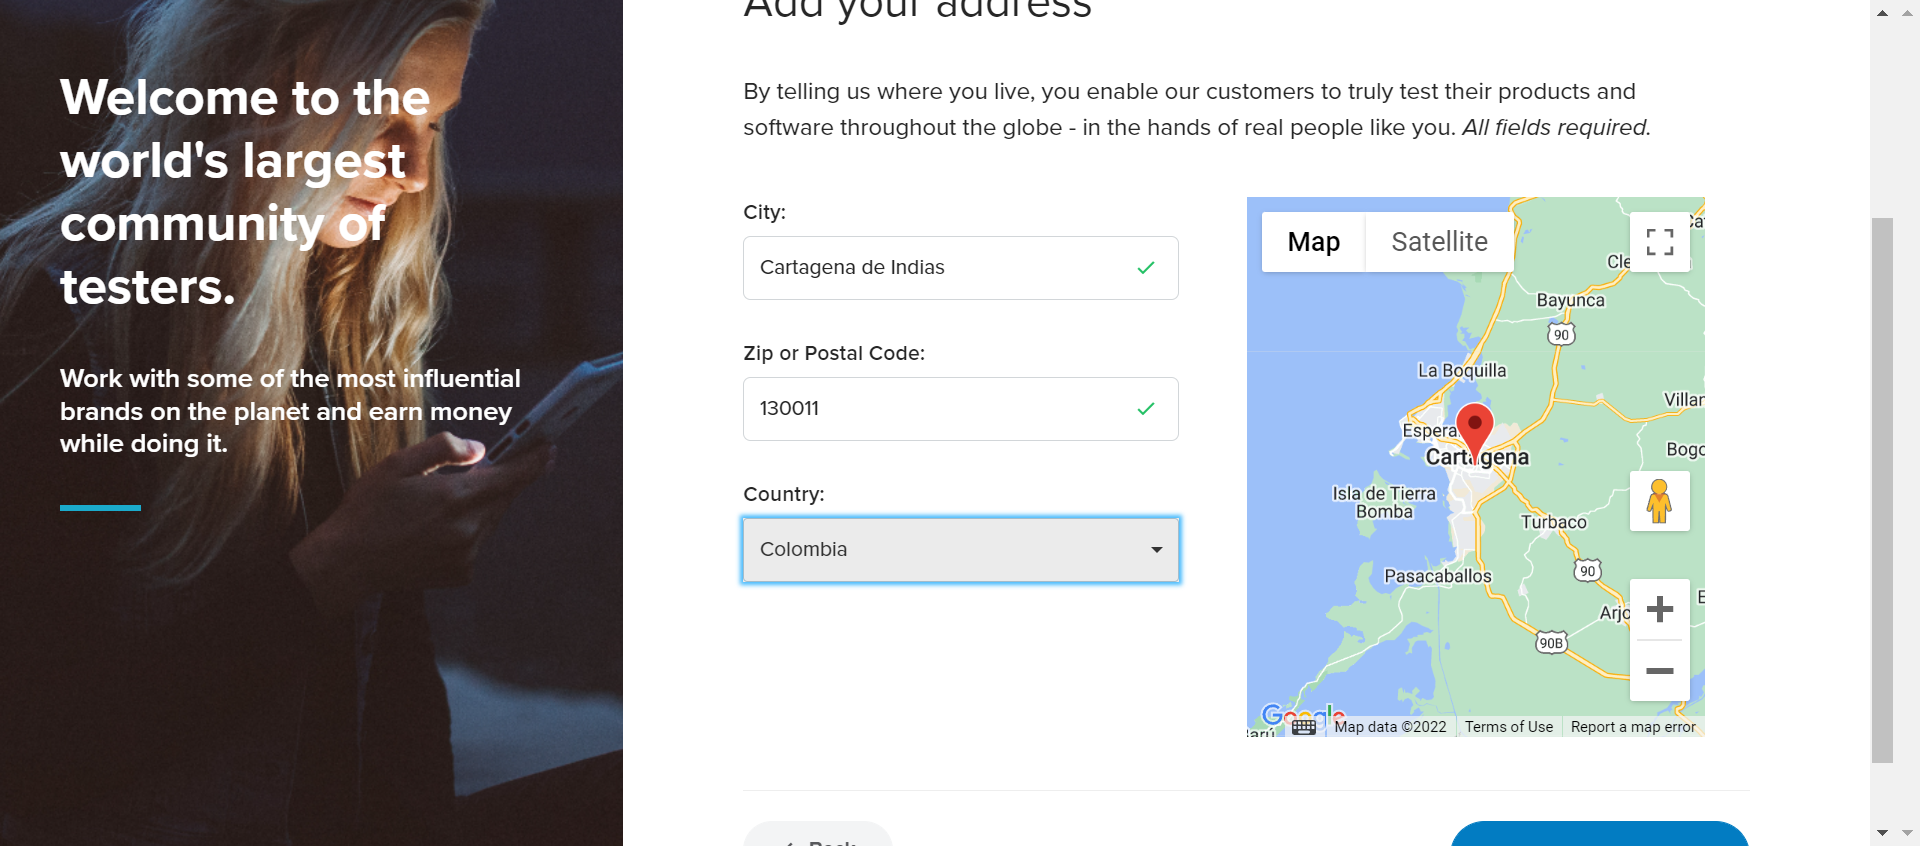 Welcome to the
world's largest
community of
testers.
Work with some of the most influential
brands on the planet and earn money
while doing it.
Add your address
By telling us where you live, you enable our customers to truly test their products and
software throughout the globe - in the hands of real people like you. All fields required.
City:
Cartagena de Indias
Zip or Postal Code:
130011
Country:
Colombia
Map
Satellite
Cle
Bayunca
90
La Boquilla
Villan
Espera
Cartagena
Bogo
Isla de Tierra
Bomba
Turbaco
90
Pasacaballos
Arjo
90B
Google
Map data ©2022
Terms of Use
Report a map error
Back